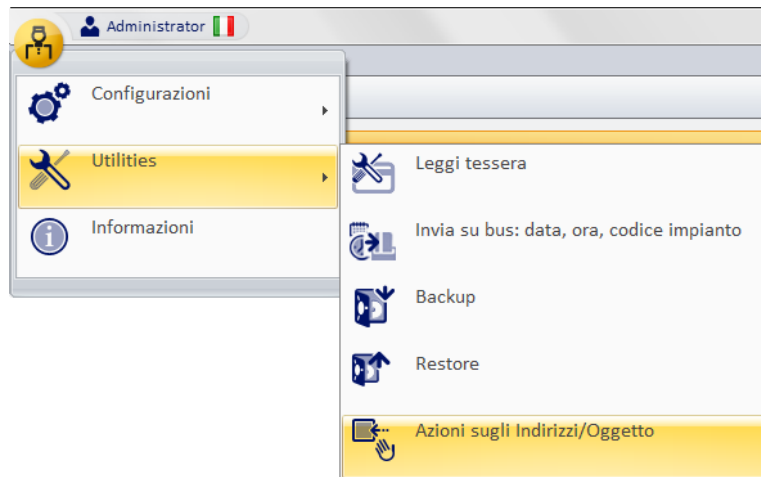 Administrator
Configurazioni
Utilities
Leggi tessera
Informazioni
Invia su bus: data, ora, codice impianto
Backup
Restore
Azioni sugli Indirizzi/Oggetto